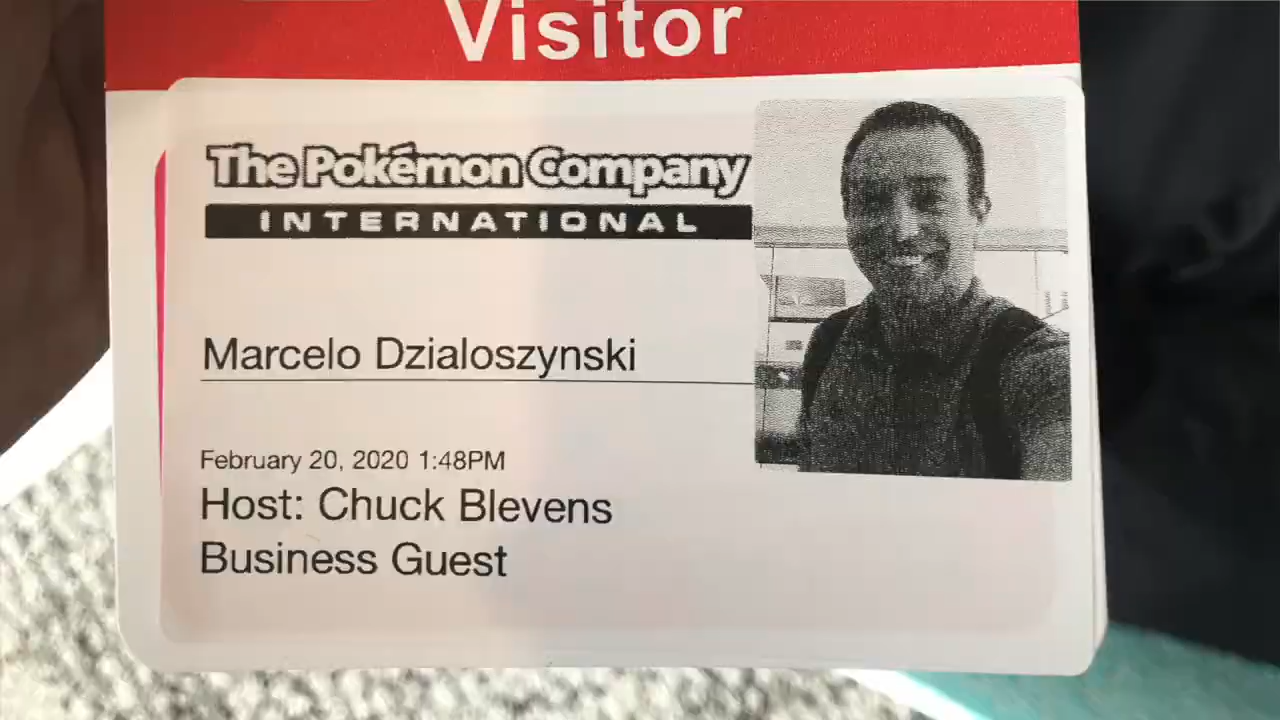 Visitor
The Pokémon Company
INTERNATIONAL
Marcelo Dzialoszynski
February 20, 2020 1:48PM
Host: Chuck Blevens
Business Guest